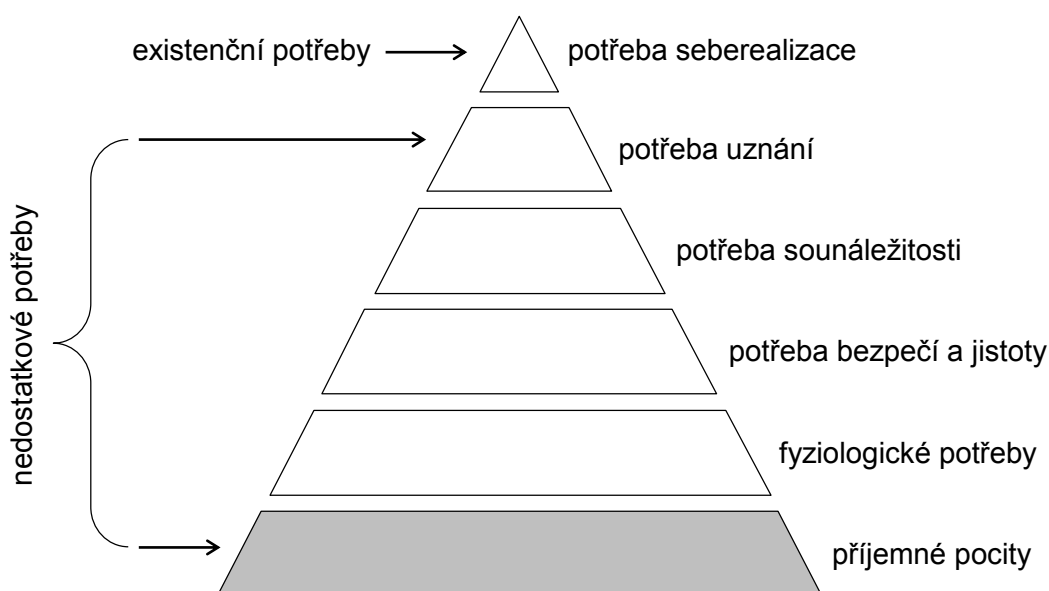 existenční potřeby
potřeba seberealizace
potřeba uznání
potřeba sounáležitosti
potřeba bezpečí a jistoty
fyziologické potřeby
příjemné pocity
nedostatkové potřeby